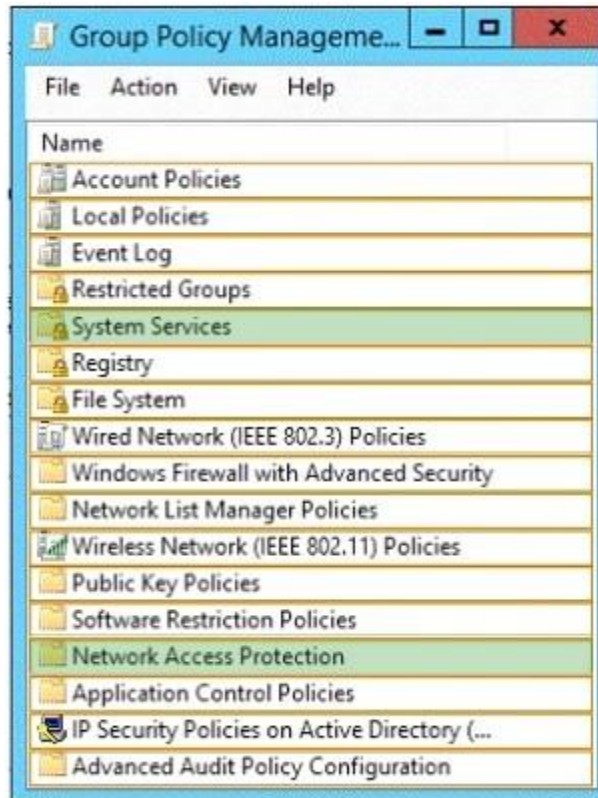 Group Policy Manageme...
File Action View Help
Name
Account Policies
Local Policies
Event Log
Restricted Groups
System Services
Registry
File System
Wired Network (IEEE 802.3) Policies
Windows Firewall with Advanced Security
Network List Manager Policies
Wireless Network (IEEE 802.11) Policies
Public Key Policies
Software Restriction Policies
Network Access Protection
Application Control Policies
IP Security Policies on Active Directory (...
Advanced Audit Policy Configuration